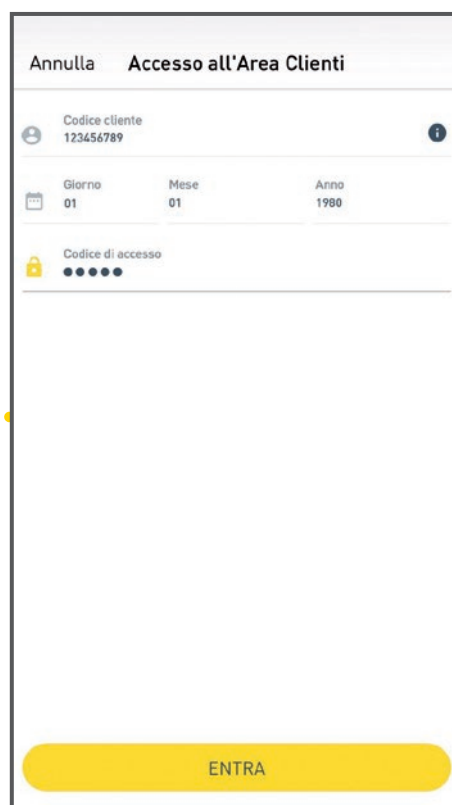 Annulla Accesso all'Area Clienti
Codice cliente
123456789
Giorno Mese Anno
01 01 1980
Codice di accesso
●●●●●
ENTRA